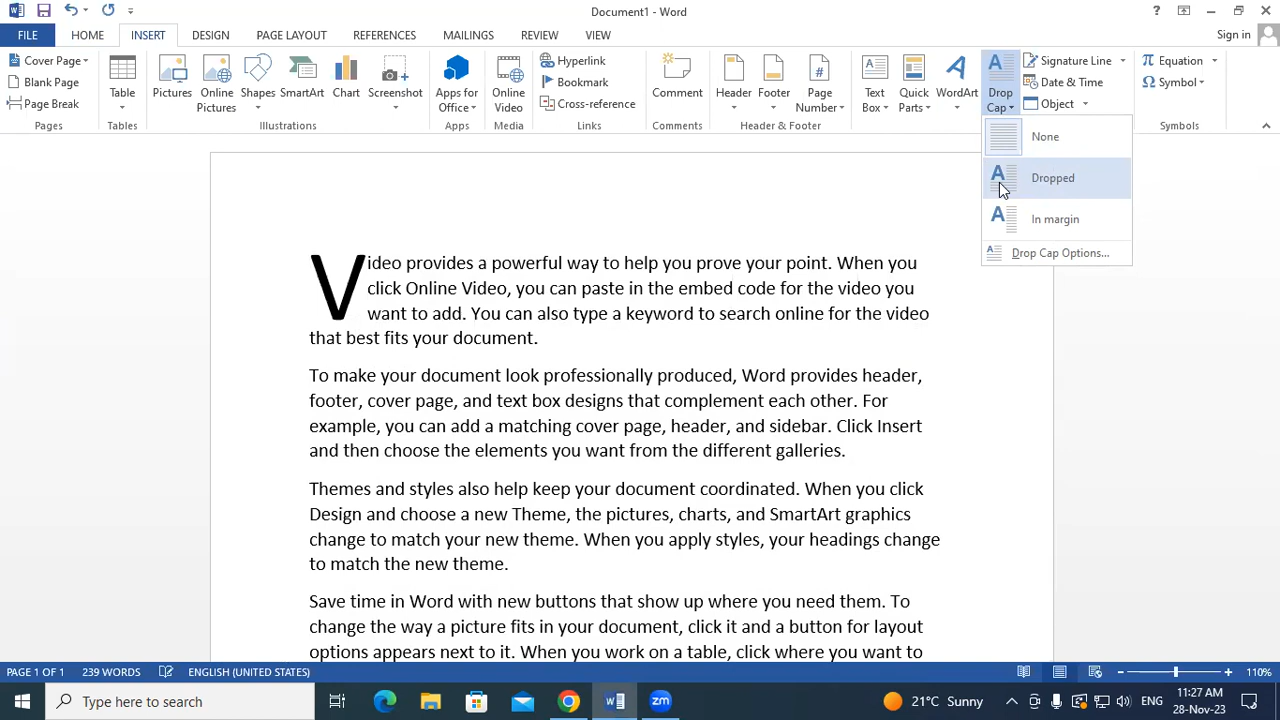 Document1 - Word
?
FILE HOME INSERT DESIGN PAGE LAYOUT REFERENCES MAILINGS REVIEW VIEW Sign in
Cover Page
Blank Page
Page Break
Pages
Table
Tables
Pictures
Online Pictures
Shapes
SmartArt
Chart
Screenshot
Illustrations
Apps for Office
Apps
Online Video
Media
Hyperlink
Bookmark
Cross-reference
Links
Comment
Comments
Header
Footer
Page Number
Header & Footer
Text Box
Quick Parts
WordArt
Drop Cap
Signature Line
Date & Time
Object
Equation
Symbol
Symbols
None
Dropped
In margin
Drop Cap Options...
Video provides a powerful way to help you prove your point. When you
click Online Video, you can paste in the embed code for the video you
want to add. You can also type a keyword to search online for the video
that best fits your document.
To make your document look professionally produced, Word provides header,
footer, cover page, and text box designs that complement each other. For
example, you can add a matching cover page, header, and sidebar. Click Insert
and then choose the elements you want from the different galleries.
Themes and styles also help keep your document coordinated. When you click
Design and choose a new Theme, the pictures, charts, and SmartArt graphics
change to match your new theme. When you apply styles, your headings change
to match the new theme.
Save time in Word with new buttons that show up where you need them. To
change the way a picture fits in your document, click it and a button for layout
options appears next to it. When you work on a table, click where you want to
PAGE 1 OF 1 239 WORDS ENGLISH (UNITED STATES) 110%
Type here to search
21°C Sunny
ENG
11:27 AM
28-Nov-23